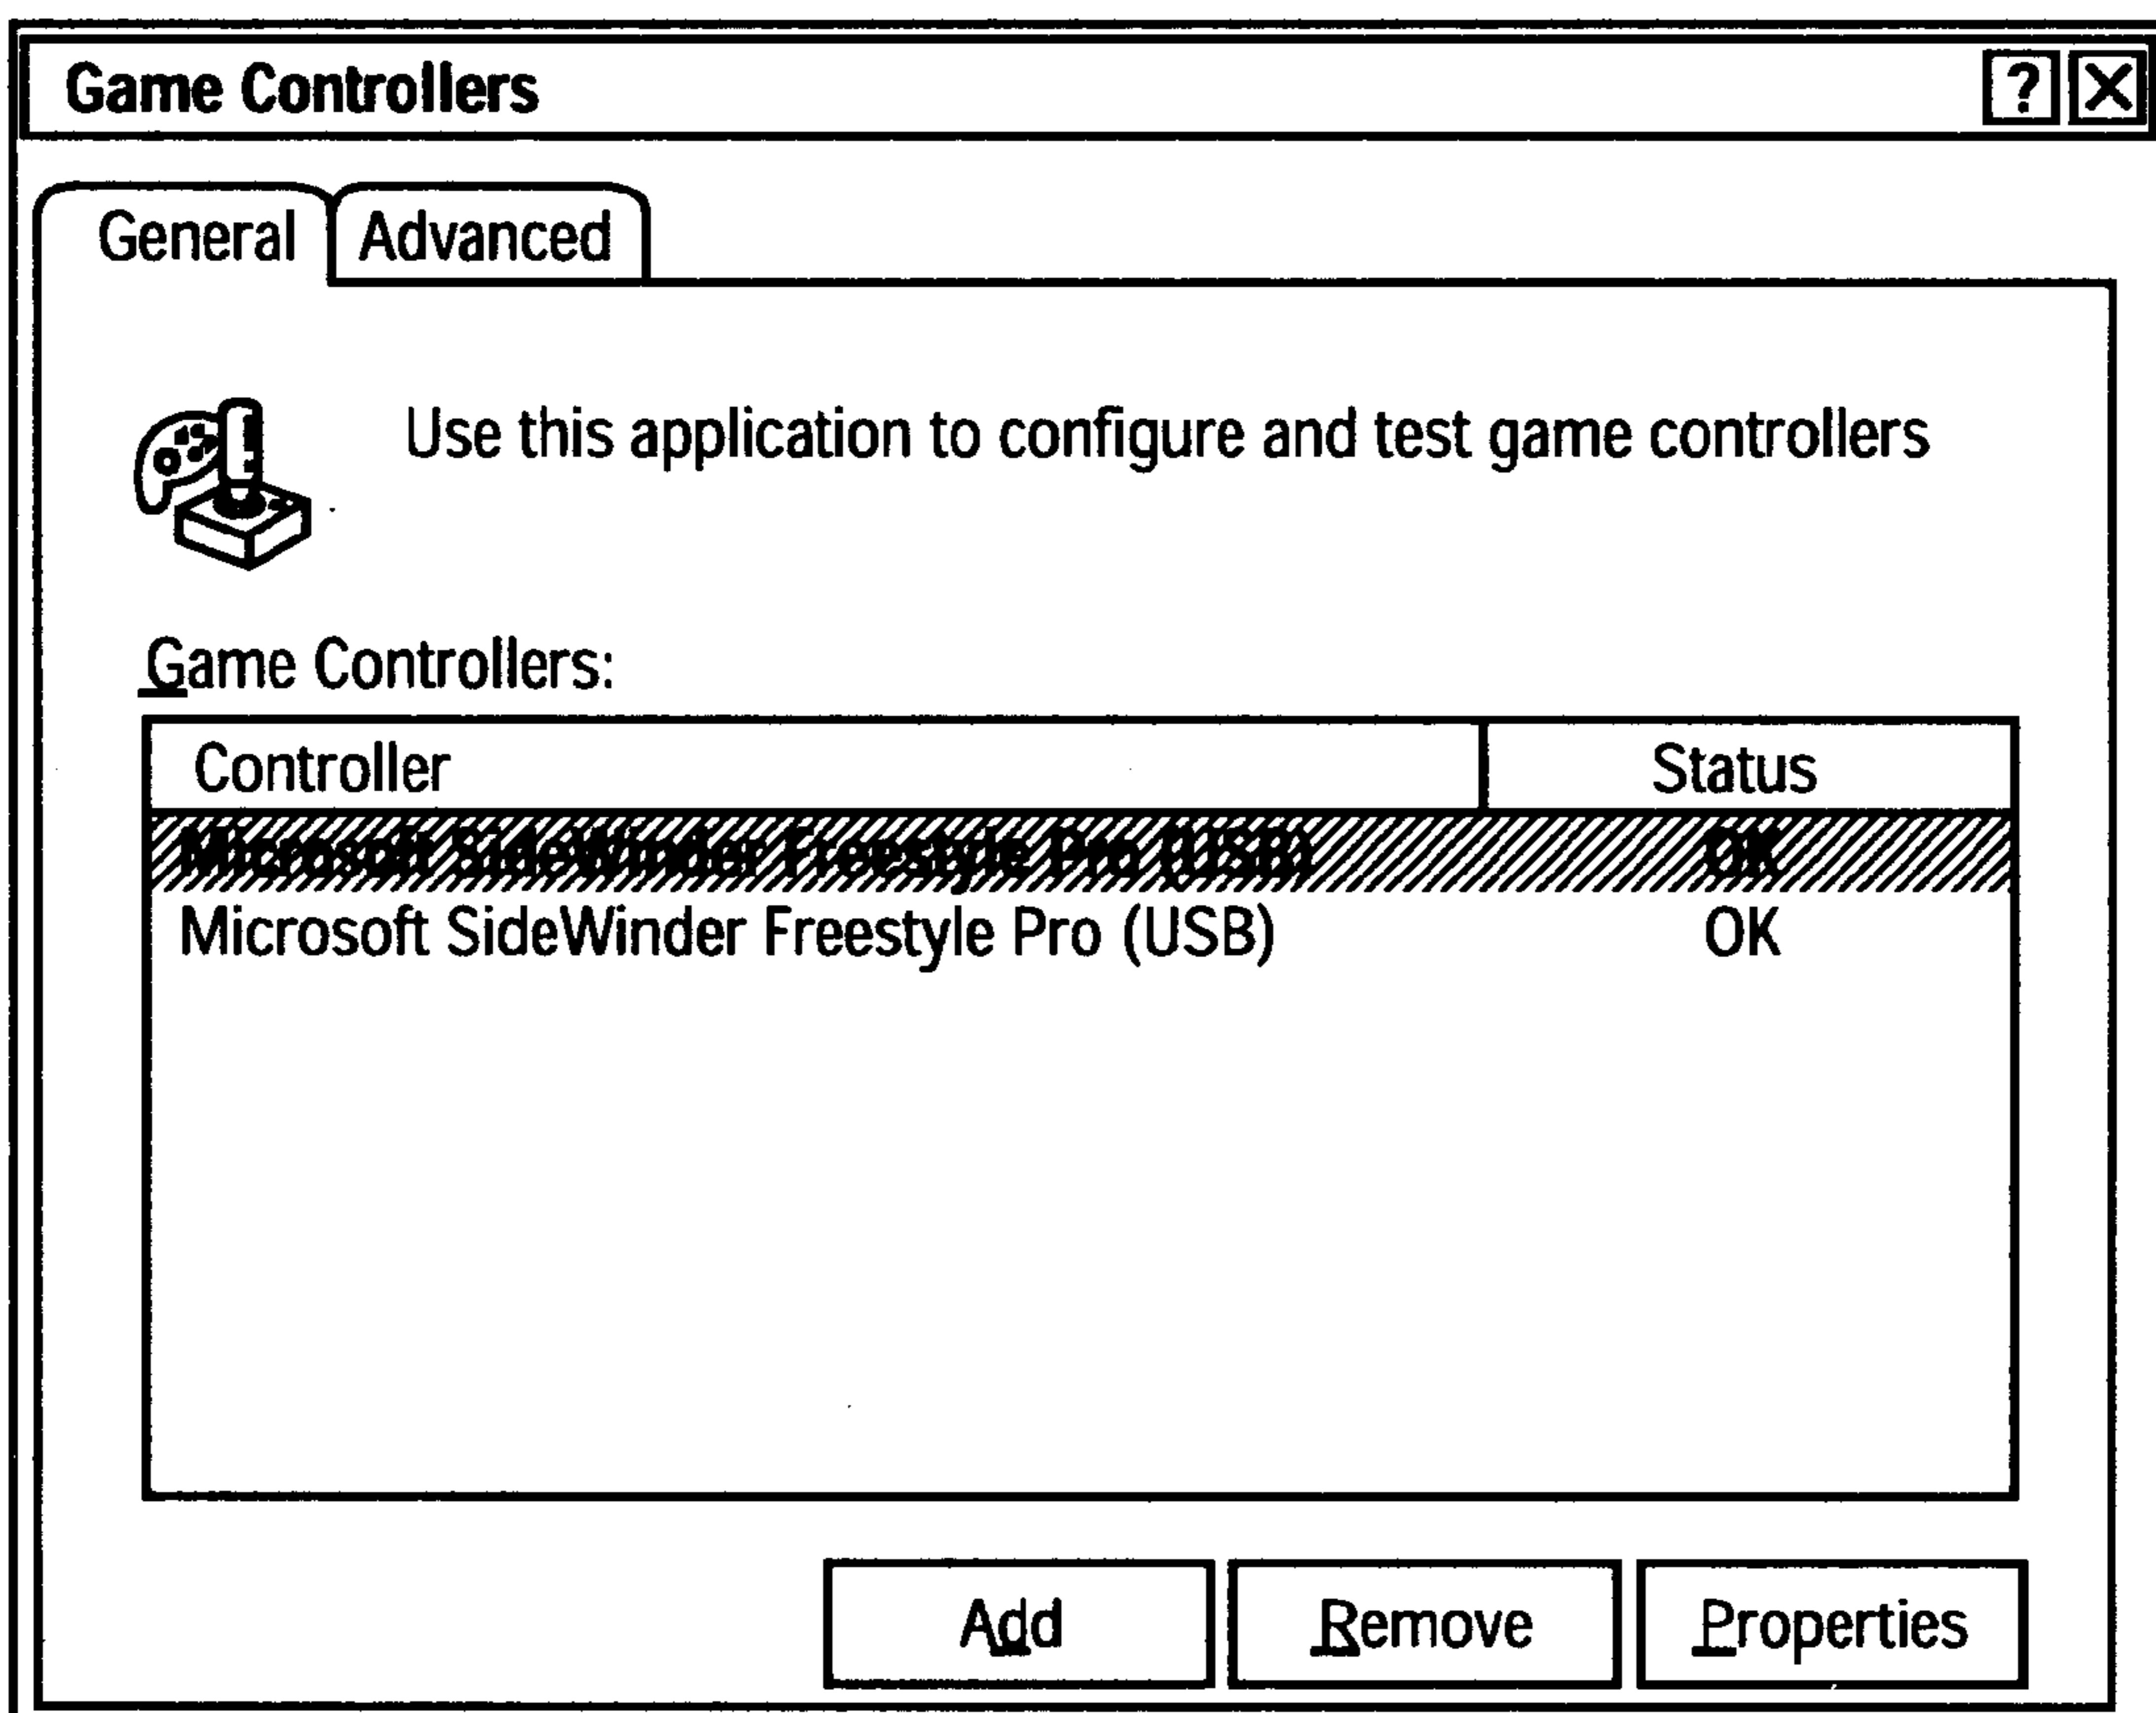 Game Controllers ? X
General Advanced
Use this application to configure and test game controllers
Game Controllers:
Controller Status
Microsoft SideWinder Freestyle Pro (USB) OK
Microsoft SideWinder Freestyle Pro (USB) OK
Add Remove Properties